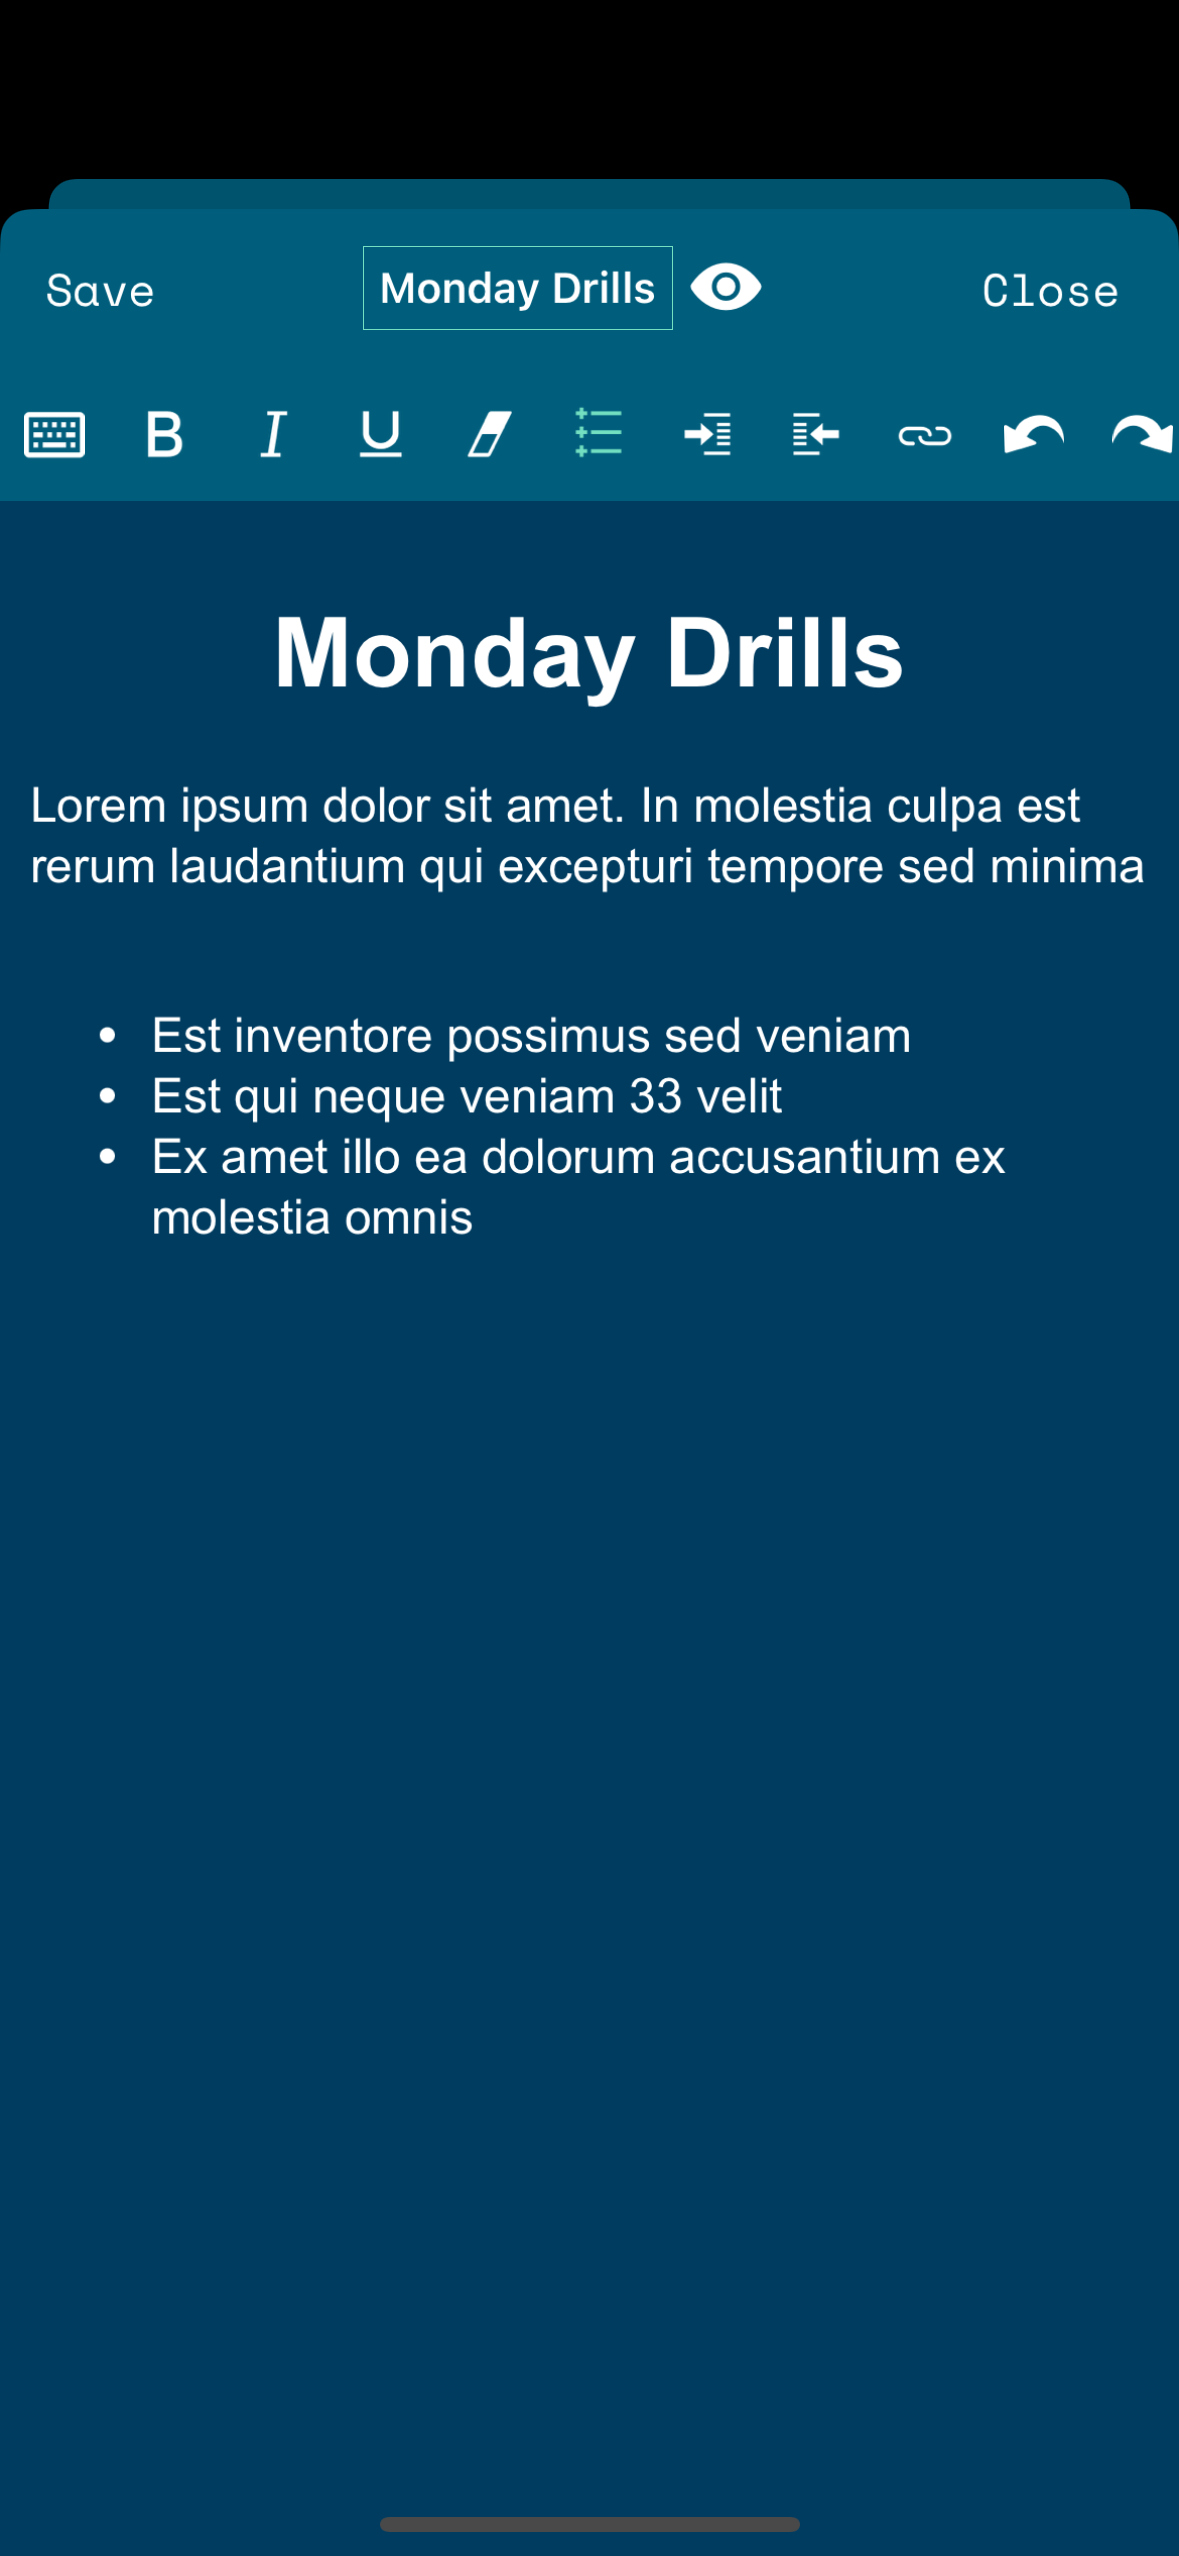 Save Monday Drills Close
B I U
Monday Drills
Lorem ipsum dolor sit amet. In molestia culpa est
rerum laudantium qui excepturi tempore sed minima
• Est inventore possimus sed veniam
• Est qui neque veniam 33 velit
• Ex amet illo ea dolorum accusantium ex
molestia omnis